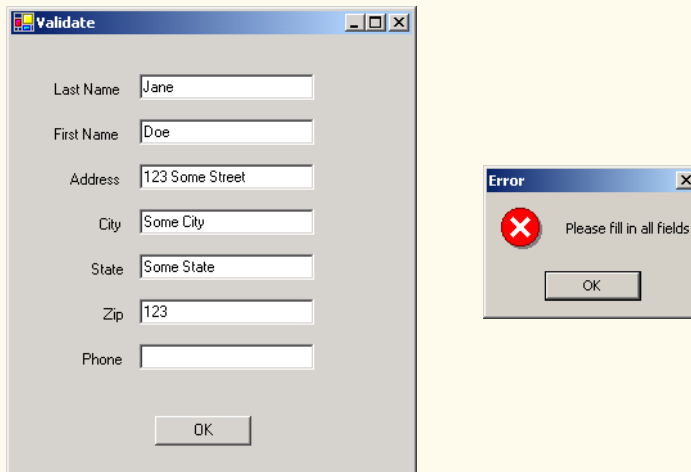 Validate
Last Name Jane
First Name Doe
Address 123 Some Street
City Some City
State Some State
Zip 123
Phone
OK
Error
Please fill in all fields
OK